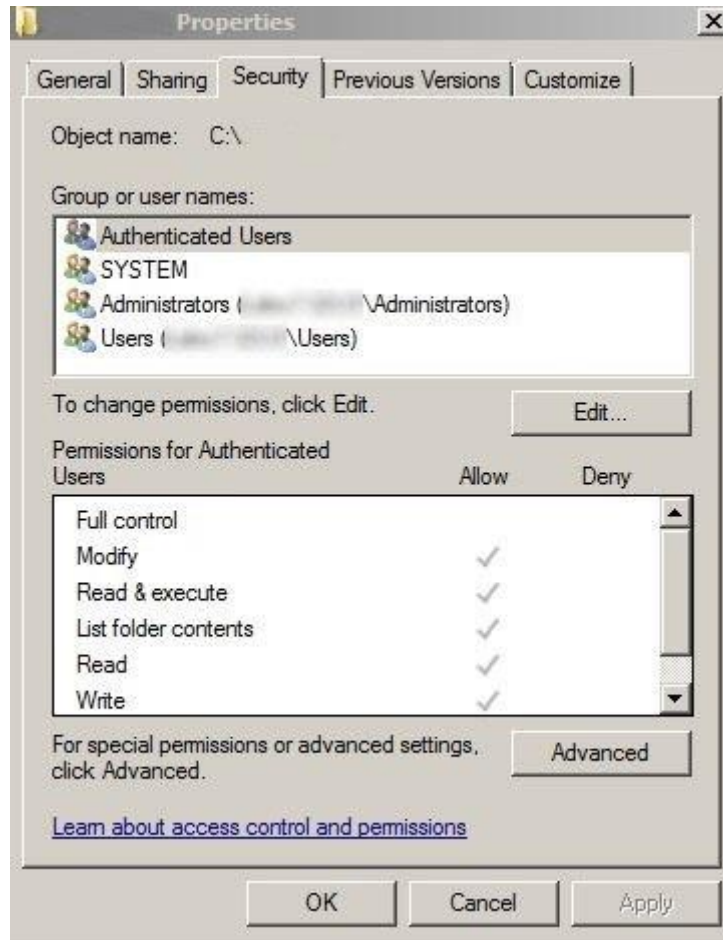 Properties
General Sharing Security Previous Versions Customize
Object name: C:\
Group or user names:
Authenticated Users
SYSTEM
Administrators ( \Administrators)
Users ( \Users)
To change permissions, click Edit.
Edit...
Permissions for Authenticated
Users Allow Deny
Full control
Modify
Read & execute
List folder contents
Read
Write
For special permissions or advanced settings,
click Advanced.
Advanced
Learn about access control and permissions
OK Cancel Apply